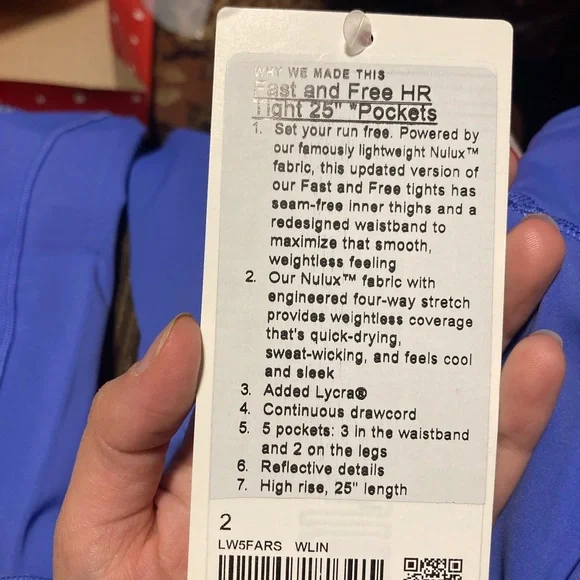 WHY WE MADE THIS
Fast and Free HR
Tight 25" *Pockets
1. Set your run free. Powered by
our famously lightweight Nulux™
fabric, this updated version of
our Fast and Free tights has
seam-free inner thighs and a
redesigned waistband to
maximize that smooth,
weightless feeling
2. Our Nulux™ fabric with
engineered four-way stretch
provides weightless coverage
that's quick-drying,
sweat-wicking, and feels cool
and sleek
3. Added Lycra®
4. Continuous drawcord
5. 5 pockets: 3 in the waistband
and 2 on the legs
6. Reflective details
7. High rise, 25" length
2
LW5FARS WLIN